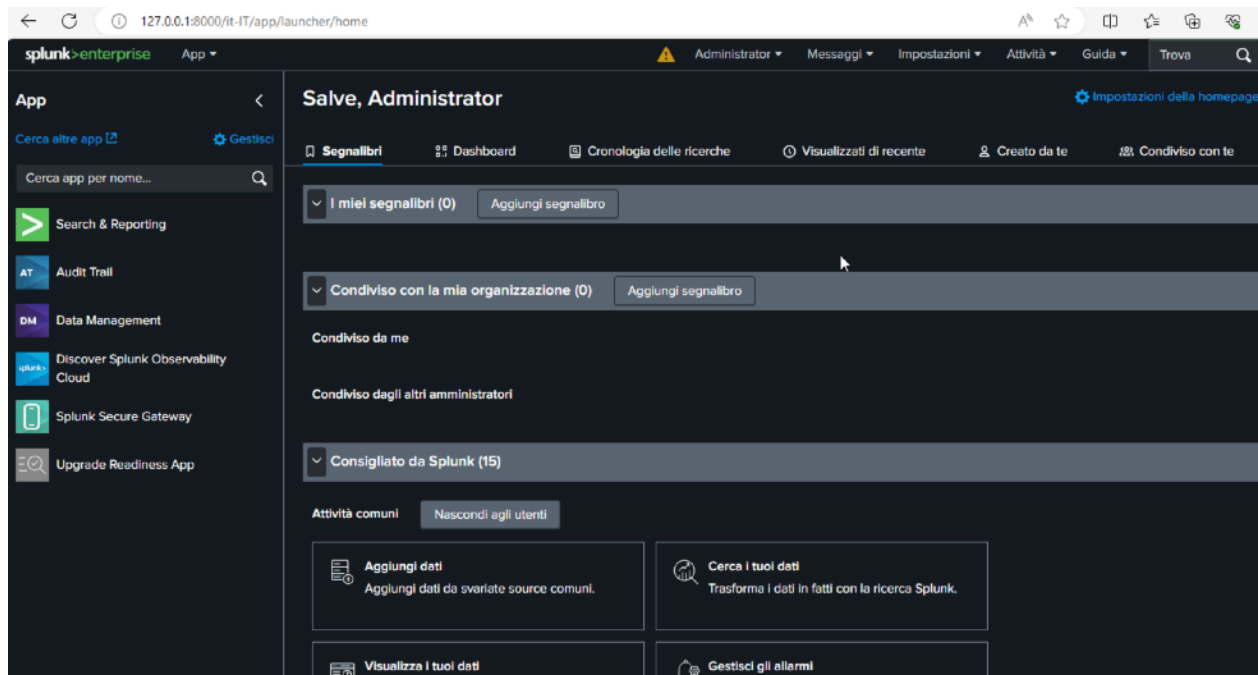 127.0.0.1:8000/it-IT/app/launcher/home
splunk>enterprise App Administrator Messaggi Impostazioni Attività Guida Trova
App
Cerca altre app Gestisci
Cerca app per nome...
Search & Reporting
AT Audit Trail
DM Data Management
splunk> Discover Splunk Observability
Cloud
Splunk Secure Gateway
Upgrade Readiness App
Salve, Administrator
Impostazioni della homepage
Segnalibri Dashboard Cronologia delle ricerche Visualizzati di recente Creato da te Condiviso con te
I miei segnalibri (0) Aggiungi segnalibro
Condiviso con la mia organizzazione (0) Aggiungi segnalibro
Condiviso da me
Condiviso dagli altri amministratori
Consigliato da Splunk (15)
Attività comuni Nascondi agli utenti
Aggiungi dati
Aggiungi dati da svariate source comuni.
Cerca i tuoi dati
Trasforma i dati in fatti con la ricerca Splunk.
Visualizza i tuoi dati
Gestisci gli allarmi